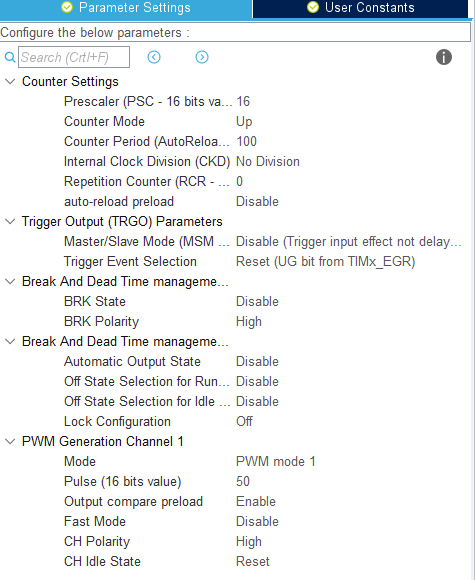 Parameter Settings
User Constants
Configure the below parameters :
Search (Crtl+F)
Counter Settings
Prescaler (PSC - 16 bits va... 16
Counter Mode Up
Counter Period (AutoReloa... 100
Internal Clock Division (CKD) No Division
Repetition Counter (RCR - ... 0
auto-reload preload Disable
Trigger Output (TRGO) Parameters
Master/Slave Mode (MSM ... Disable (Trigger input effect not delay...
Trigger Event Selection Reset (UG bit from TIMx_EGR)
Break And Dead Time manageme...
BRK State Disable
BRK Polarity High
Break And Dead Time manageme...
Automatic Output State Disable
Off State Selection for Run... Disable
Off State Selection for Idle ... Disable
Lock Configuration Off
PWM Generation Channel 1
Mode PWM mode 1
Pulse (16 bits value) 50
Output compare preload Enable
Fast Mode Disable
CH Polarity High
CH Idle State Reset